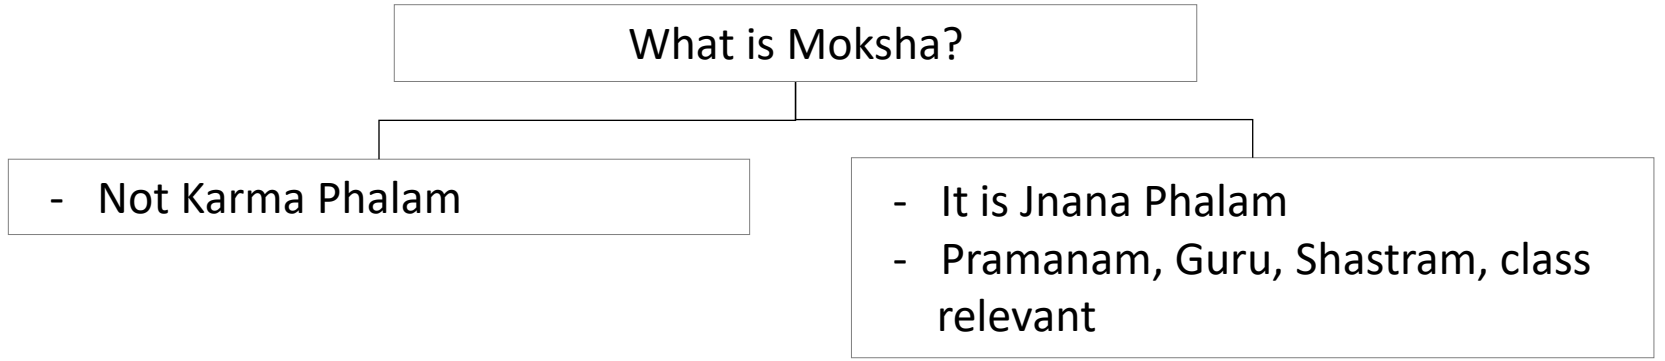 What is Moksha?
- Not Karma Phalam
- It is Jnana Phalam
- Pramanam, Guru, Shastram, class
relevant